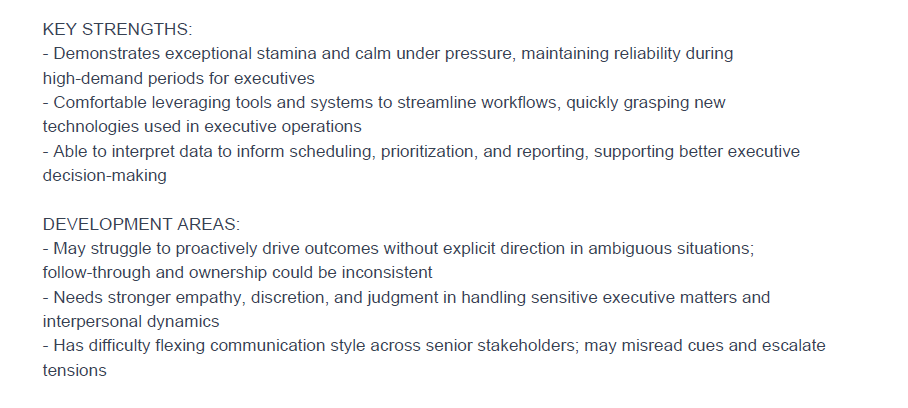 KEY STRENGTHS:
- Demonstrates exceptional stamina and calm under pressure, maintaining reliability during
high-demand periods for executives
- Comfortable leveraging tools and systems to streamline workflows, quickly grasping new
technologies used in executive operations
- Able to interpret data to inform scheduling, prioritization, and reporting, supporting better executive
decision-making
DEVELOPMENT AREAS:
- May struggle to proactively drive outcomes without explicit direction in ambiguous situations;
follow-through and ownership could be inconsistent
- Needs stronger empathy, discretion, and judgment in handling sensitive executive matters and
interpersonal dynamics
- Has difficulty flexing communication style across senior stakeholders; may misread cues and escalate
tensions